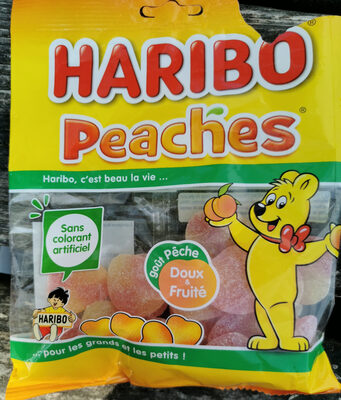 HARIBO
Peaches
Haribo, c'est beau la vie ...
Sans
colorant
artificiel
goût Pêche
Doux
&
Fruité
HARIBO
... pour les grands et les petits !